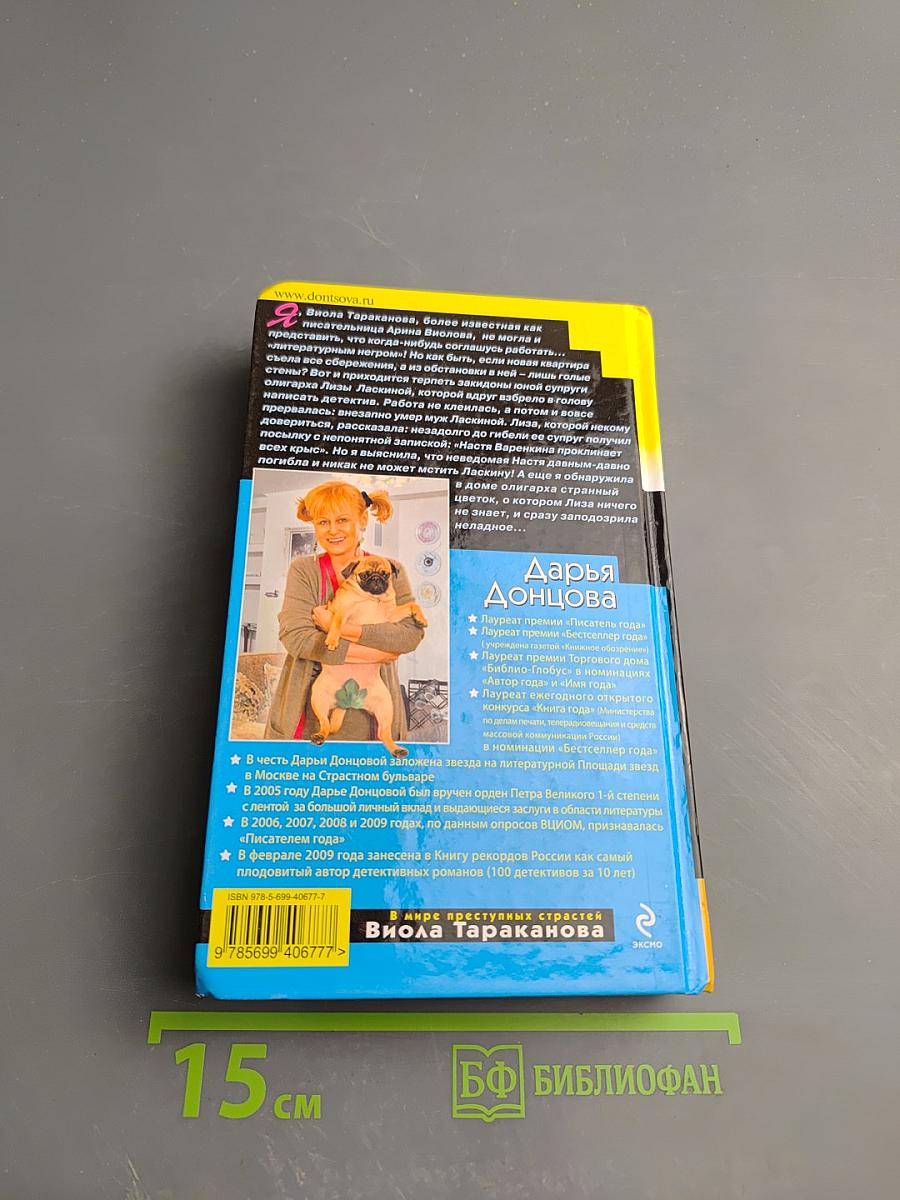 www.dontsova.ru
Я, Виола Тараканова, более известная как
писательница Арина Виолова, не могла и
представить, что когда-нибудь соглашусь работать...
«литературным негром»! Но как быть, если новая квартира
съела все сбережения, а из обстановки в ней – лишь голые
стены? Вот и приходится терпеть закидоны юной супруги
олигарха Лизы Ласкиной, которой вдруг взбрело в голову
написать детектив. Работа не клеилась, а потом и вовсе
прервалась: внезапно умер муж Ласкиной. Лиза, которой некому
довериться, рассказала: незадолго до гибели ее супруг получил
посылку с непонятной запиской: «Настя Варенкина проклинает
всех крыс». Но я выяснила, что неведомая Настя давным-давно
погибла и никак не может мстить Ласкину! А еще я обнаружила
в доме олигарха странный
цветок, о котором Лиза ничего
не знает, и сразу заподозрила
неладное...
Дарья
Донцова
Лауреат премии «Писатель года»
Лауреат премии «Бестселлер года»
(учреждена газетой «Книжное обозрение»)
Лауреат премии Торгового дома
«Библио-Глобус» в номинациях
«Автор года» и «Имя года»
Лауреат ежегодного открытого
конкурса «Книга года» (Министерства
по делам печати, телерадиовещания и средств
массовой коммуникации России)
в номинации «Бестселлер года»
В честь Дарьи Донцовой заложена звезда на литературной Площади звезд
в Москве на Страстном бульваре
В 2005 году Дарье Донцовой был вручен орден Петра Великого 1-й степени
с лентой за большой личный вклад и выдающиеся заслуги в области литературы
В 2006, 2007, 2008 и 2009 годах, по данным опросов ВЦИОМ, признавалась
«Писателем года»
В феврале 2009 года занесена в Книгу рекордов России как самый
плодовитый автор детективных романов (100 детективов за 10 лет)
ISBN 978-5-699-40677-7
9 785699 406777 >
В мире преступных страстей
Виола Тараканова
ЭКСМО
15 см
БФ БИБЛИОФАН